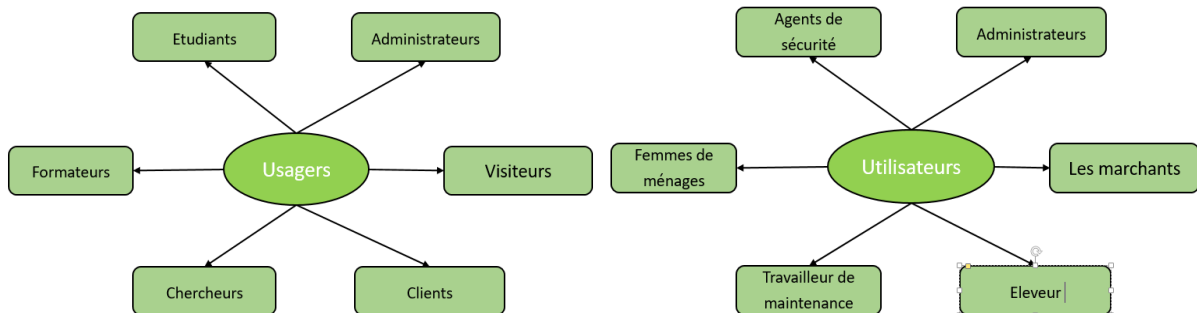 Etudiants
Administrateurs
Formateurs
Usagers
Visiteurs
Chercheurs
Clients
Agents de
sécurité
Administrateurs
Femmes de
ménages
Utilisateurs
Les marchants
Travailleur de
maintenance
Eleveur